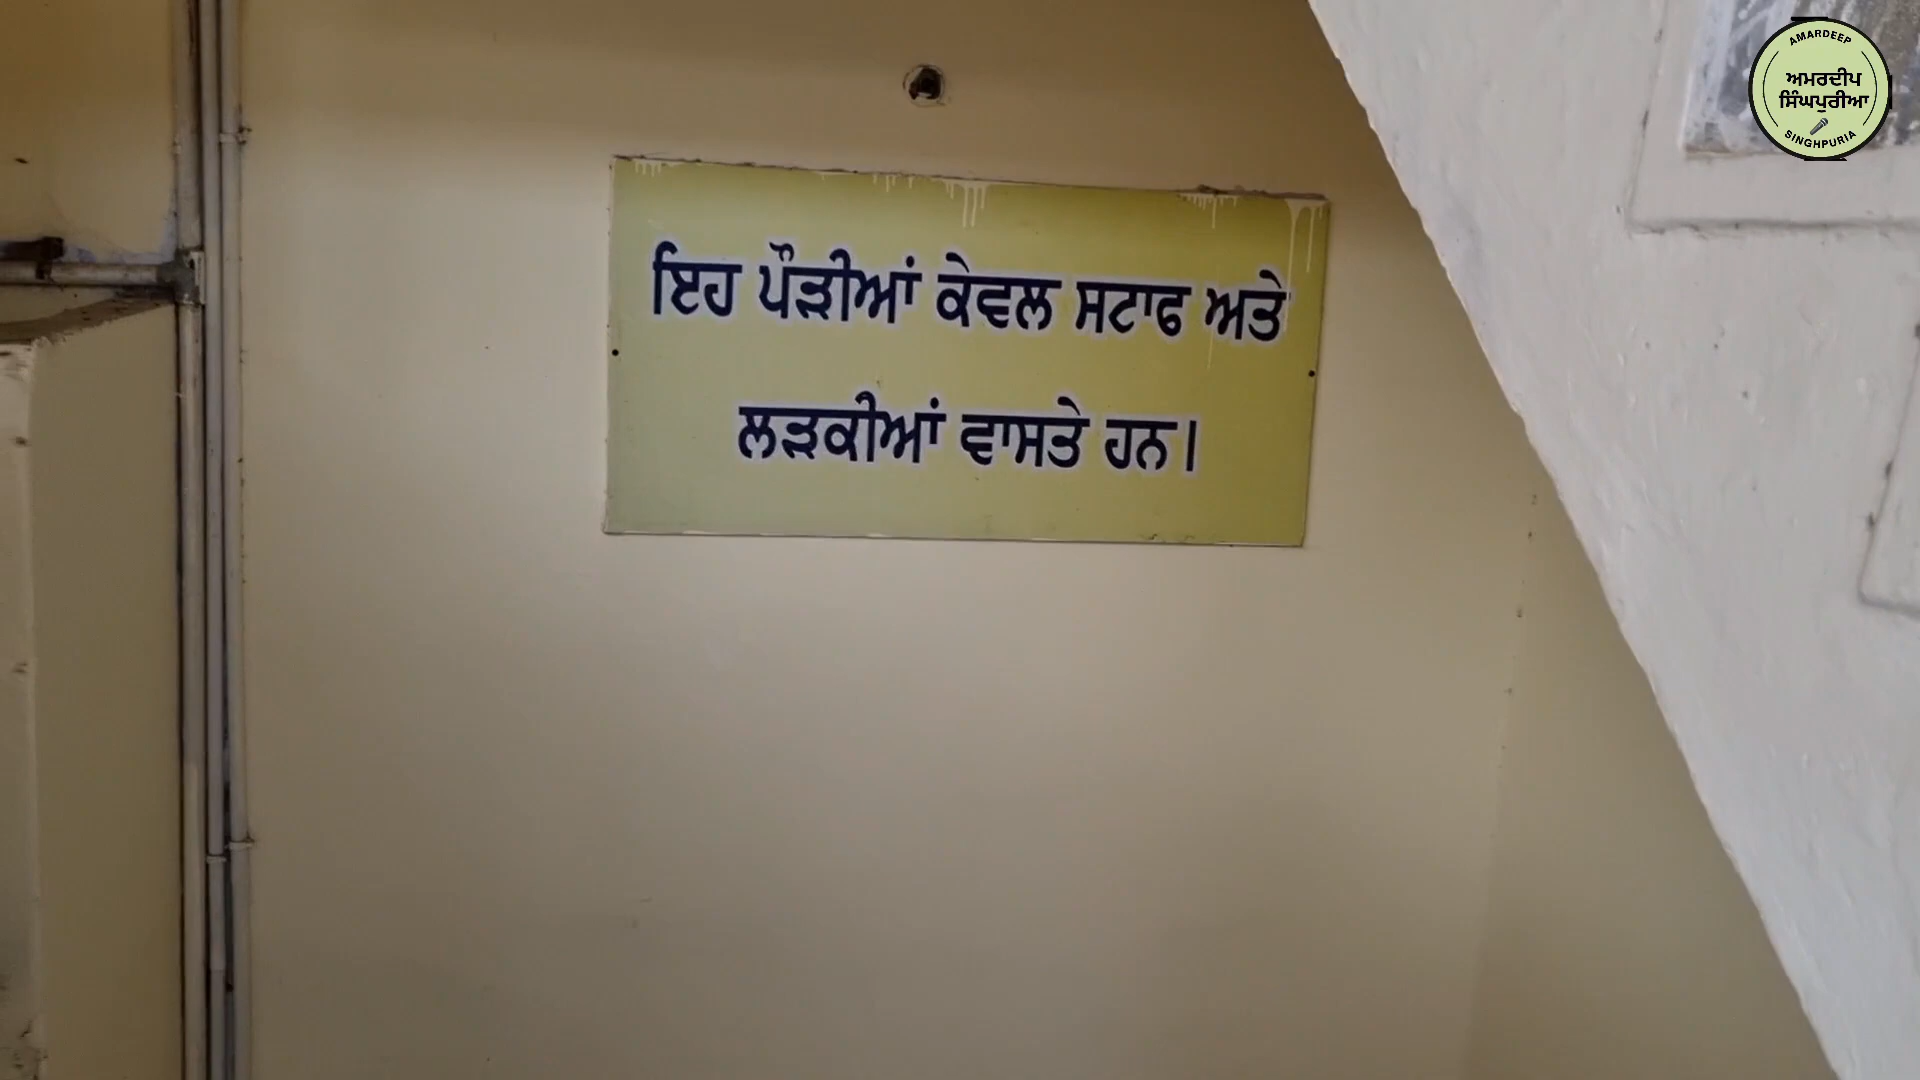 ਇਹ ਪੌੜੀਆਂ ਕੇਵਲ ਸਟਾਫ ਅਤੇ
ਲੜਕੀਆਂ ਵਾਸਤੇ ਹਨ।
AMARDEEP
ਅਮਰਦੀਪ
ਸਿੰਘਪੁਰੀਆ
SINGHPURIA